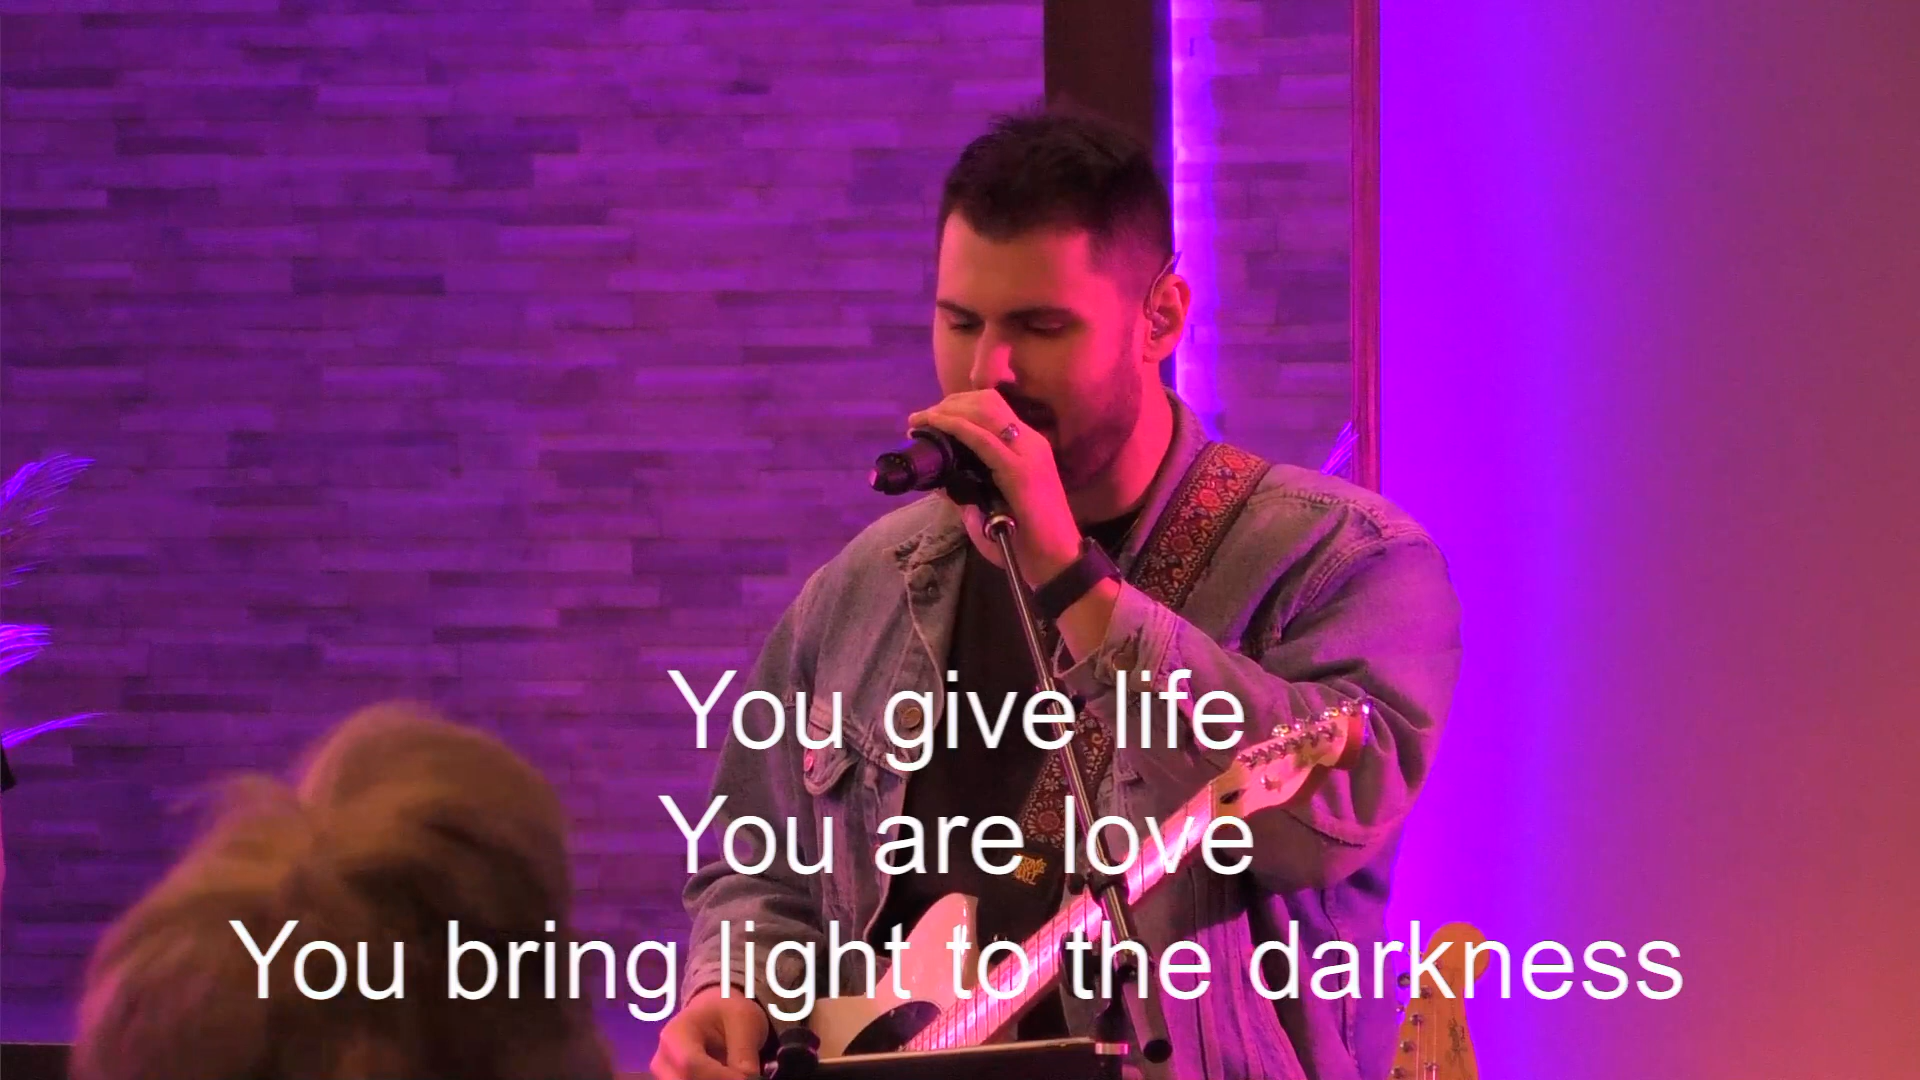 You give life
You are love
You bring light to the darkness